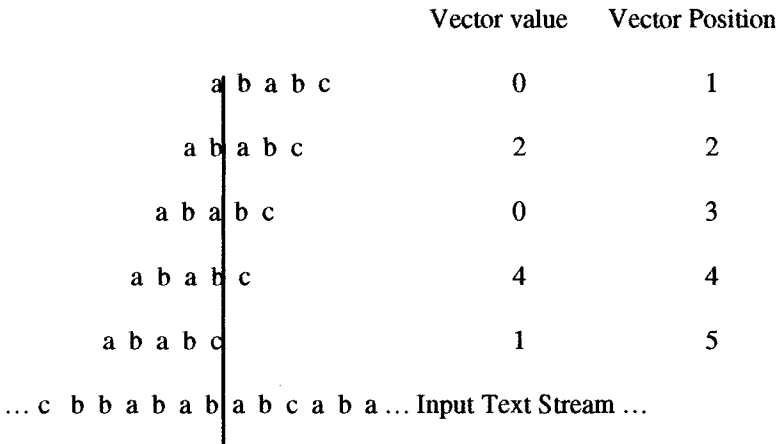 Vector value Vector Position
a b a b c 0 1
a b a b c 2 2
a b a b c 0 3
a b a b c 4 4
a b a b c 1 5
... c b b a b a b a b c a b a ... Input Text Stream ...